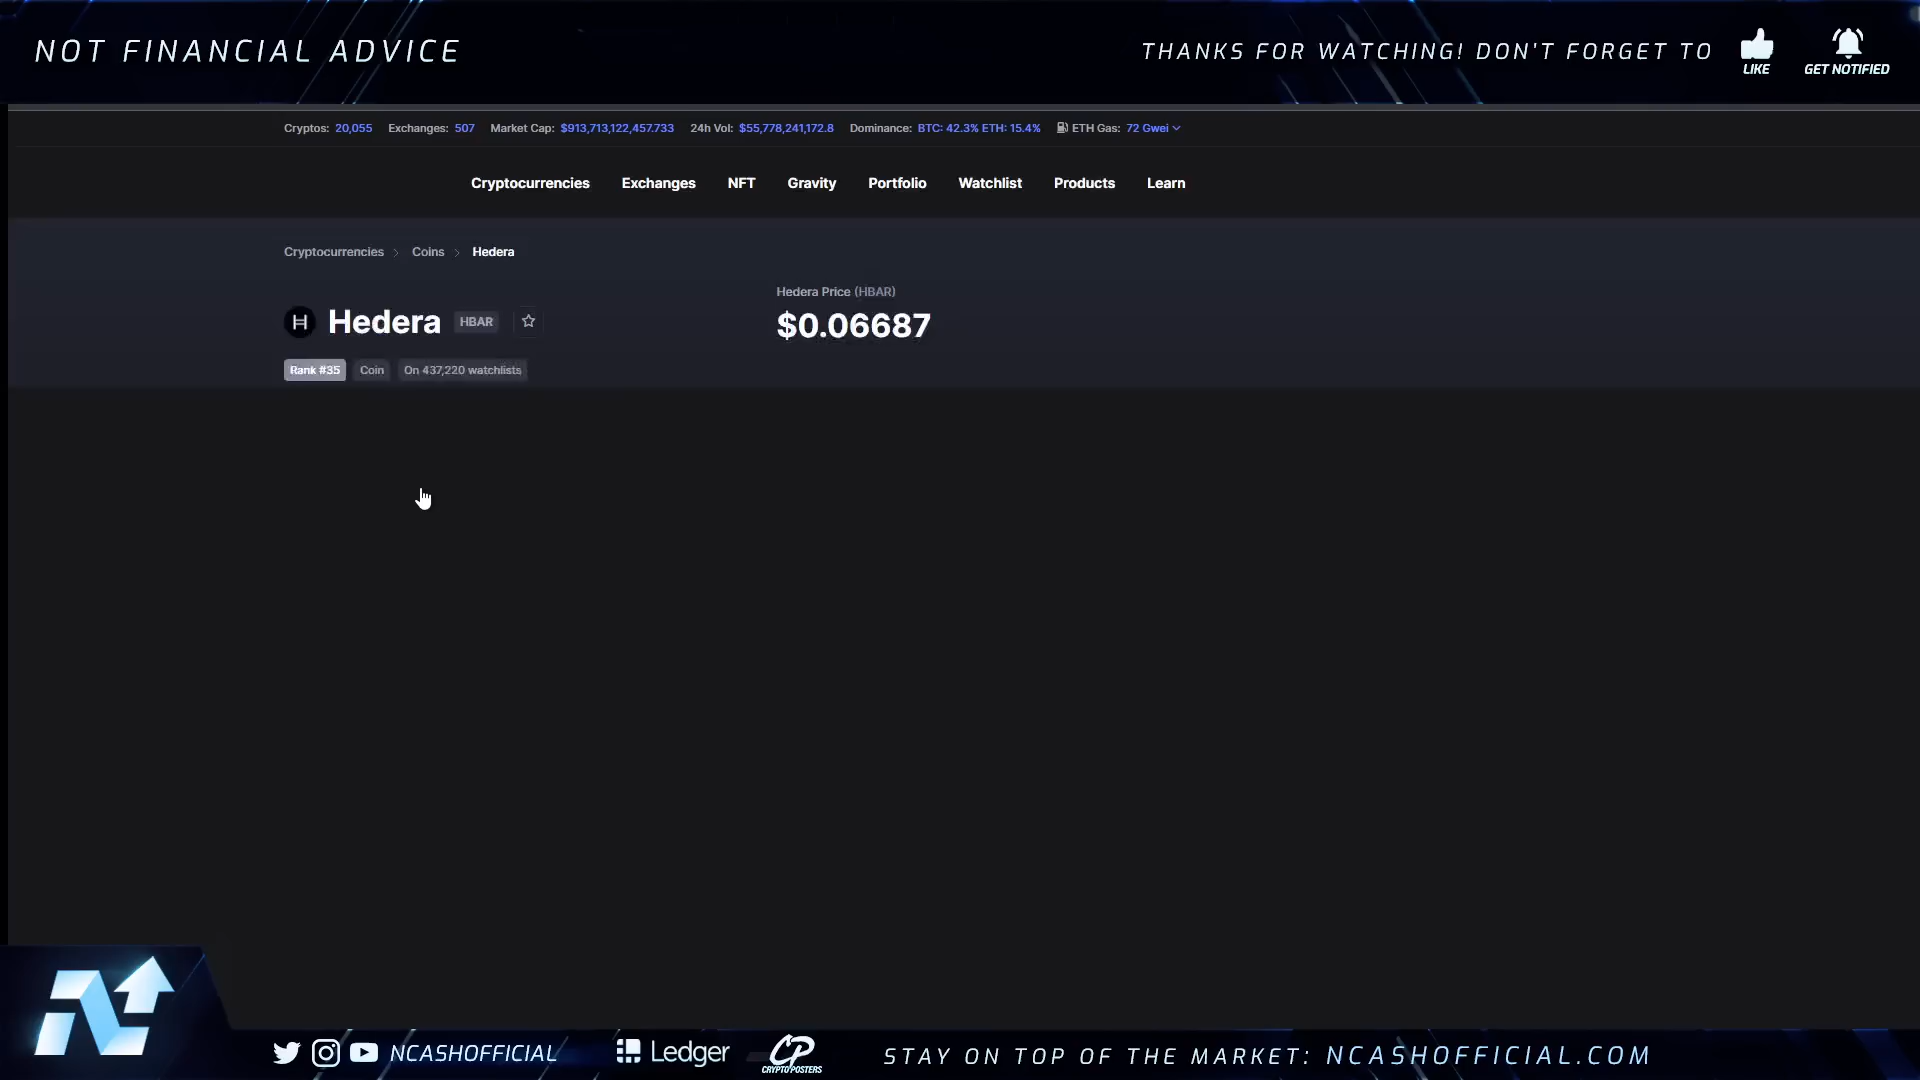 NOT FINANCIAL ADVICE
THANKS FOR WATCHING! DON'T FORGET TO
LIKE
GET NOTIFIED
Cryptos: 20,055 Exchanges: 507 Market Cap: $913,713,122,457.733 24h Vol: $55,778,241,172.8 Dominance: BTC: 42.3% ETH: 15.4% ETH Gas: 72 Gwei
Cryptocurrencies Exchanges NFT Gravity Portfolio Watchlist Products Learn
Cryptocurrencies Coins Hedera
Hedera Price (HBAR)
Hedera HBAR
$0.06687
Rank #35 Coin On 437,220 watchlists
NCASHOFFICIAL
Ledger
CP
CRYPTOPOSTERS
STAY ON TOP OF THE MARKET: NCASHOFFICIAL.COM